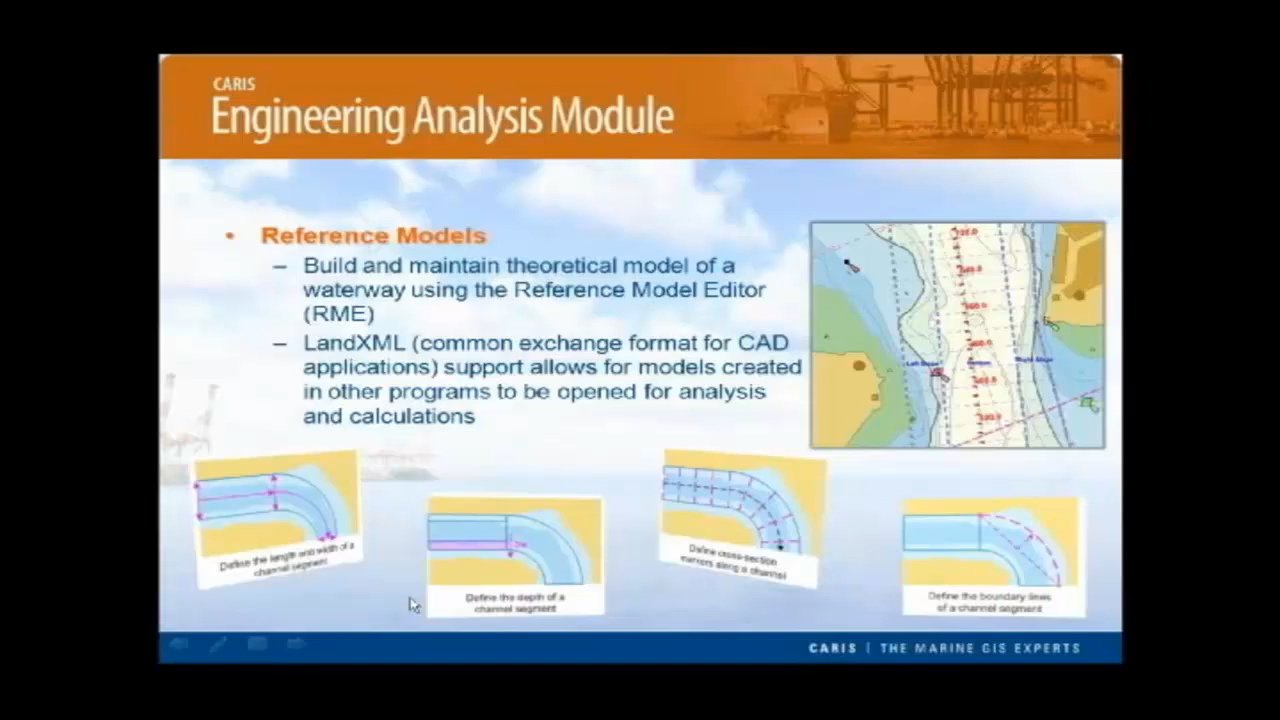 CARIS
Engineering Analysis Module
• Reference Models
– Build and maintain theoretical model of a
waterway using the Reference Model Editor
(RME)
– LandXML (common exchange format for CAD
applications) support allows for models created
in other programs to be opened for analysis
and calculations
Define the length and width of a
channel segment
Define the depth of a
channel segment
Define cross-section
along a channel
Define the boundary lines
of a channel segment
CARIS | THE MARINE GIS EXPERTS